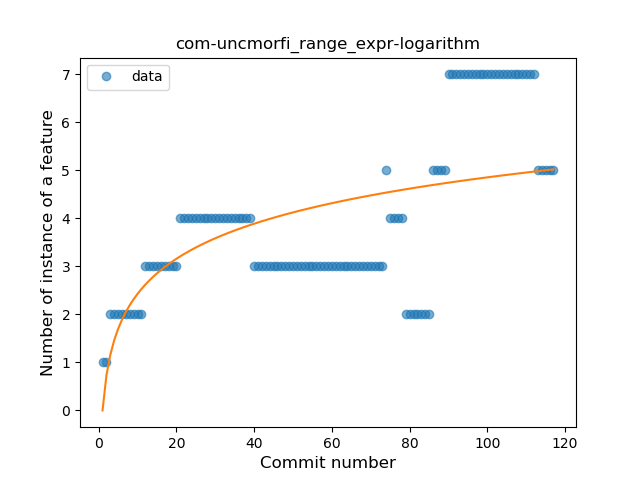 com-uncmorfi_range_expr-logarithm
data
Number of instance of a feature
7
6
5
4
3
2
1
0
0 20 40 60 80 100 120
Commit number